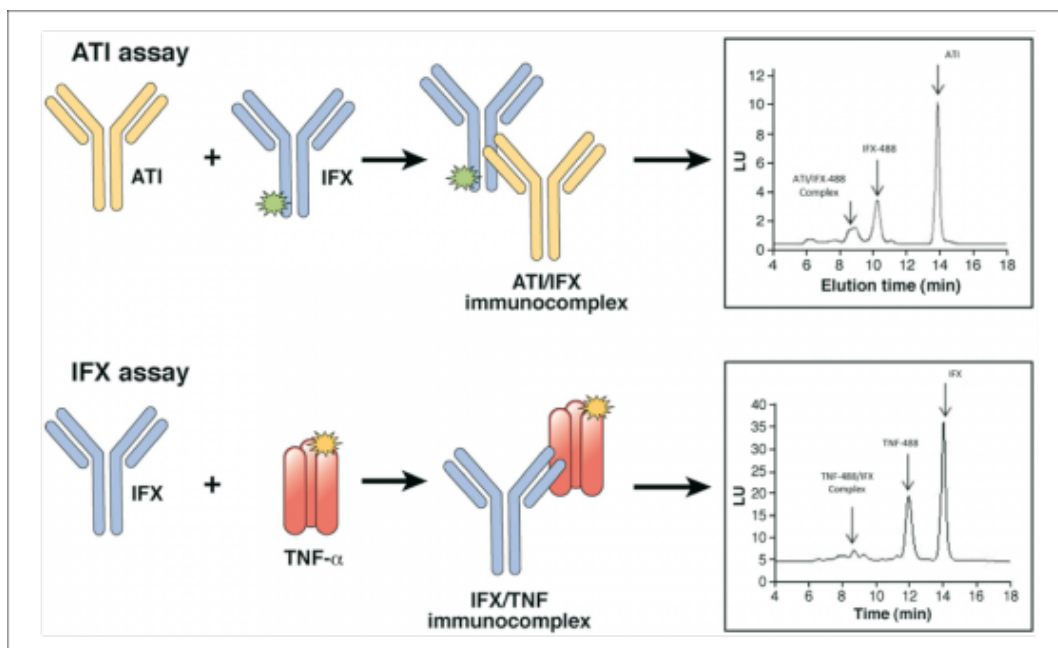 ATI assay
ATI
+
IFX
ATI/IFX
immunocomplex
12
10
8
6
4
2
0
LU
ATI
IFX-488
ATI/IFX-488
Complex
4 6 8 10 12 14 16 18
Elution time (min)
IFX assay
IFX
+
TNF-α
IFX/TNF
immunocomplex
40
35
30
25
20
15
10
5
0
LU
IFX
TNF-488
TNF-488/IFX
Complex
4 6 8 10 12 14 16 18
Time (min)